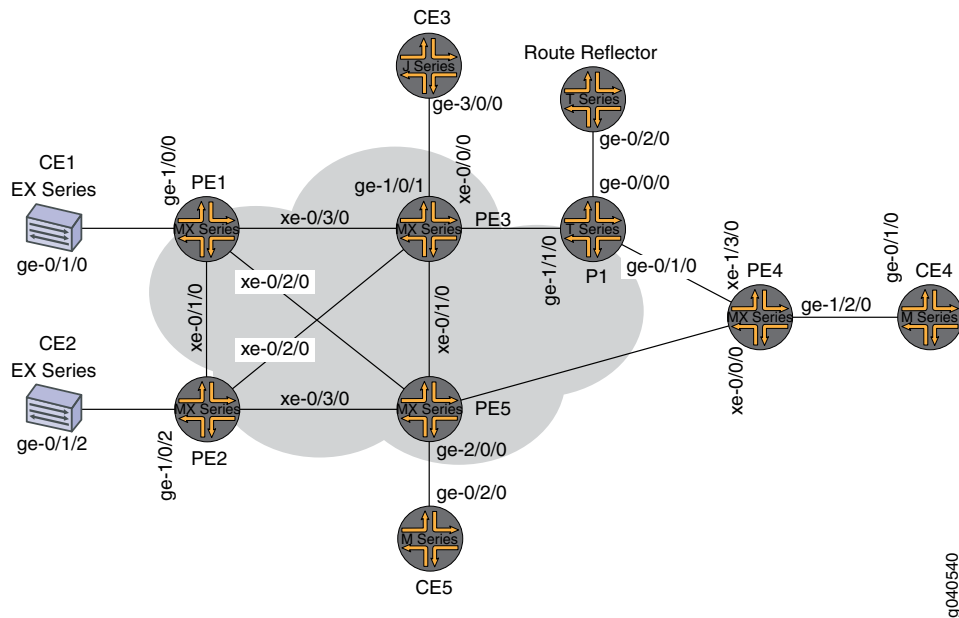 CE3
J Series
ge-3/0/0
Route Reflector
T Series
ge-0/2/0
ge-0/0/0
CE1
EX Series
ge-0/1/0
ge-1/0/0
PE1
MX Series
xe-0/3/0
ge-1/0/1
xe-0/0/0
MX Series
PE3
ge-1/1/0
T Series
P1
ge-0/1/0
xe-1/3/0
PE4
MX Series
xe-0/0/0
ge-1/2/0
ge-0/1/0
CE4
M Series
xe-0/1/0
xe-0/2/0
xe-0/2/0
xe-0/1/0
CE2
EX Series
ge-0/1/2
ge-1/0/2
MX Series
PE2
xe-0/3/0
MX Series
PE5
ge-2/0/0
ge-0/2/0
M Series
CE5
g040540